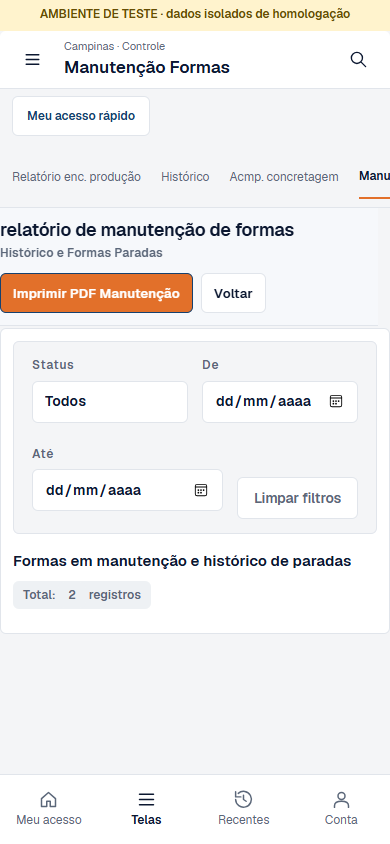 AMBIENTE DE TESTE · dados isolados de homologação
Campinas · Controle
Manutenção Formas
Meu acesso rápido
Relatório enc. produção Histórico Acmp. concretagem Manu
relatório de manutenção de formas
Histórico e Formas Paradas
Imprimir PDF Manutenção Voltar
Status De
Todos dd/mm/aaaa
Até
dd/mm/aaaa Limpar filtros
Formas em manutenção e histórico de paradas
Total: 2 registros
Meu acesso Telas Recentes Conta